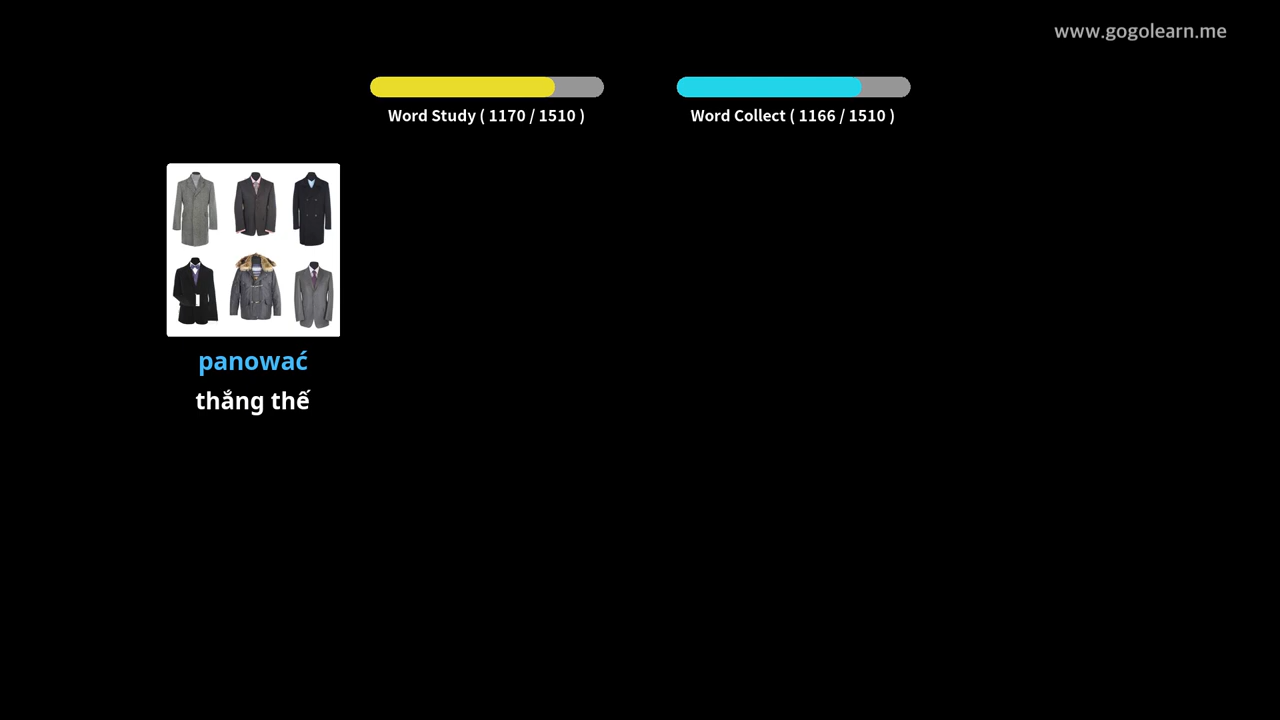 www.gogolearn.me
Word Study ( 1170 / 1510 )
Word Collect ( 1166 / 1510 )
panować
thắng thế